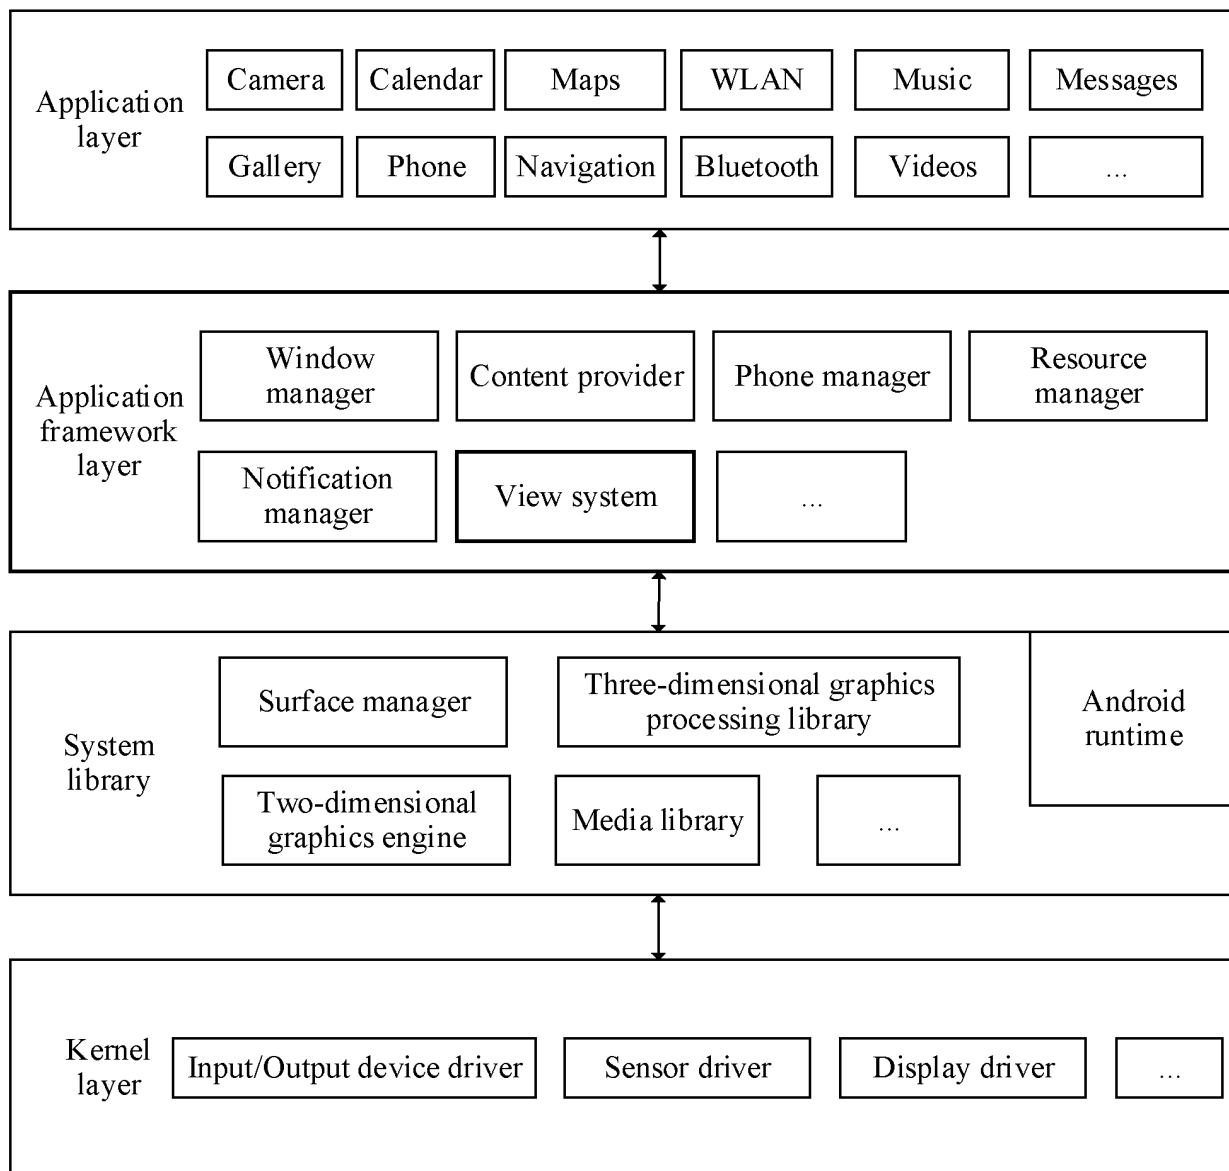 Camera
Calendar
Maps
WLAN
Music
Messages
Application
layer
Gallery
Phone
Navigation
Bluetooth
Videos
...
Window
manager
Content provider
Phone manager
Resource
manager
Application
framework
layer
Notification
manager
View system
...
Surface manager
Three-dimensional graphics
processing library
Android
runtime
System
library
Two-dimensional
graphics engine
Media library
...
Kernel
layer
Input/Output device driver
Sensor driver
Display driver
...